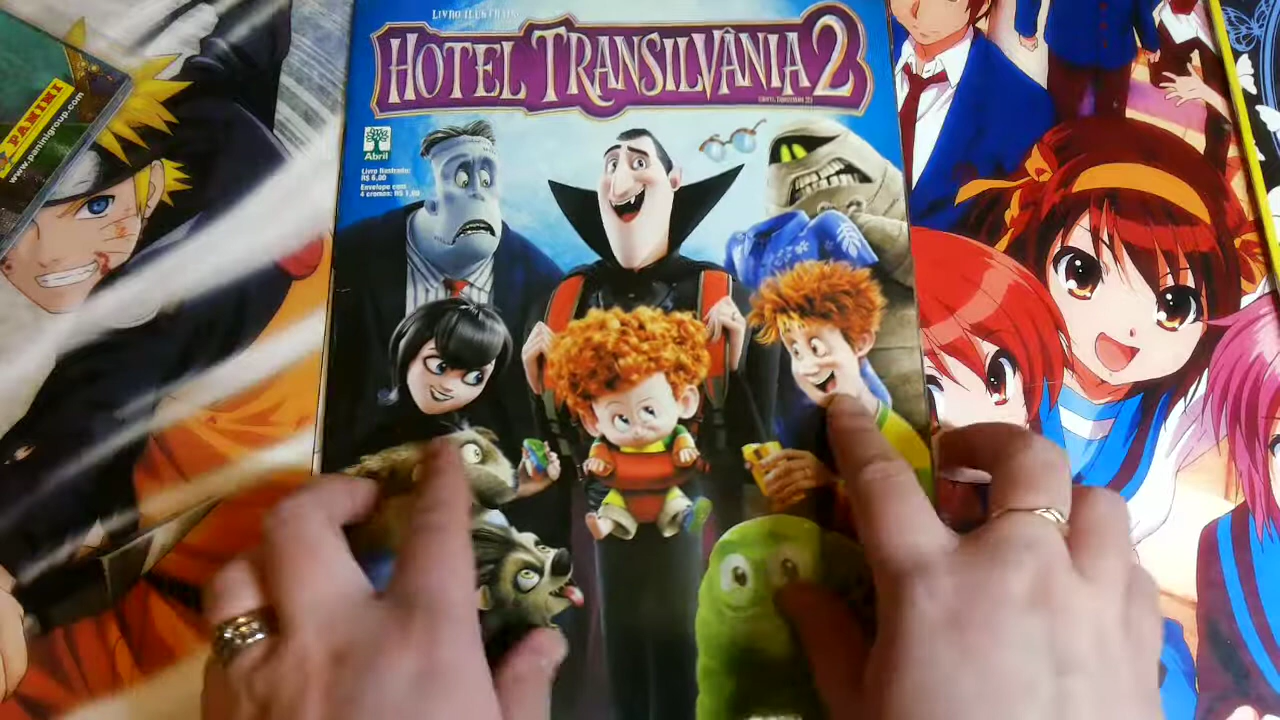 PANINI
www.paninigroup.com
LIVRO ILUSTRADO
HOTEL TRANSILVÂNIA 2
Abril
Livro Ilustrado:
R$ 6,00
Envelope com
4 cromos: R$ 1,00